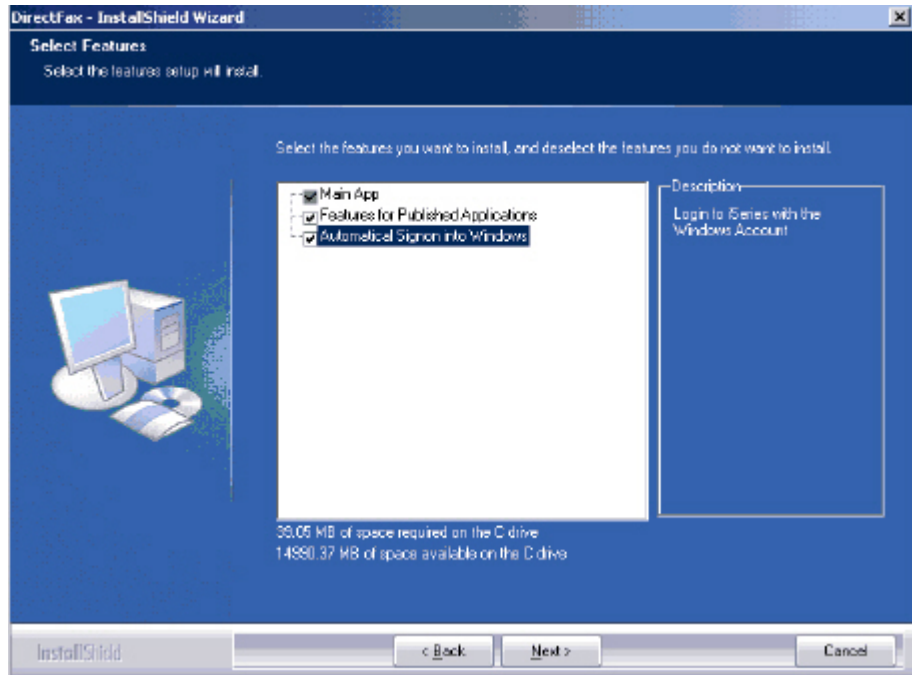 DirectFax - InstallShield Wizard
Select Features
Select the features setup will install.
Select the features you want to install, and deselect the features you do not want to install.
Main App
Features for Published Applications
Automatical Signon into Windows
Description
Login to iSeries with the
Windows Account
39.05 MB of space required on the C drive
14990.37 MB of space available on the C drive
InstallShield
< Back
Next >
Cancel